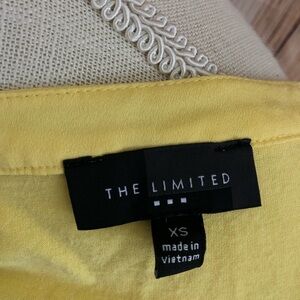 THE LIMITED
XS
made in
Vietnam